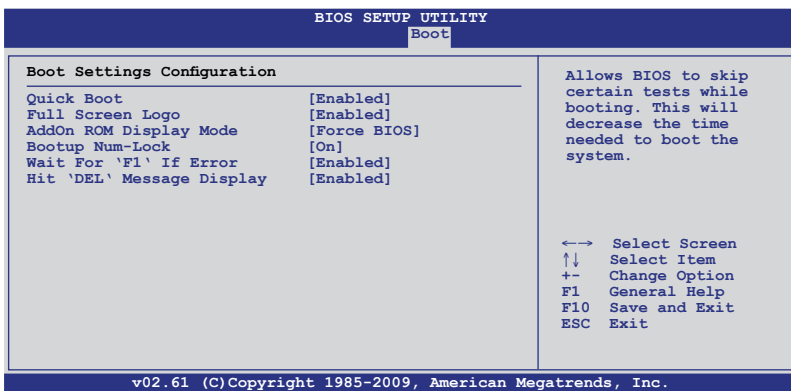 BIOS SETUP UTILITY
Boot
Boot Settings Configuration
Quick Boot [Enabled]
Full Screen Logo [Enabled]
AddOn ROM Display Mode [Force BIOS]
Bootup Num-Lock [On]
Wait For ‘F1‘ If Error [Enabled]
Hit ‘DEL‘ Message Display [Enabled]
Allows BIOS to skip
certain tests while
booting. This will
decrease the time
needed to boot the
system.
←→ Select Screen
↑↓ Select Item
+- Change Option
F1 General Help
F10 Save and Exit
ESC Exit
v02.61 (C)Copyright 1985-2009, American Megatrends, Inc.